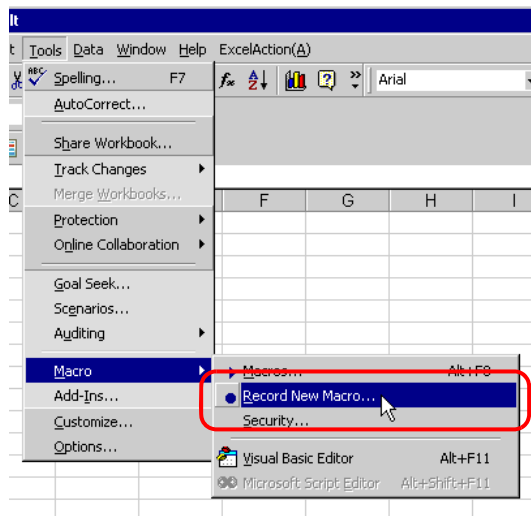 lt
t Tools Data Window Help ExcelAction(A)
ABC Spelling... F7 fx A Z Arial
AutoCorrect...
Share Workbook...
Track Changes
Merge Workbooks...
C F G H I
Protection
Online Collaboration
Goal Seek...
Scenarios...
Auditing
Macro Macros... Alt+F8
Add-Ins... Record New Macro...
Customize... Security...
Options... Visual Basic Editor Alt+F11
Microsoft Script Editor Alt+Shift+F11